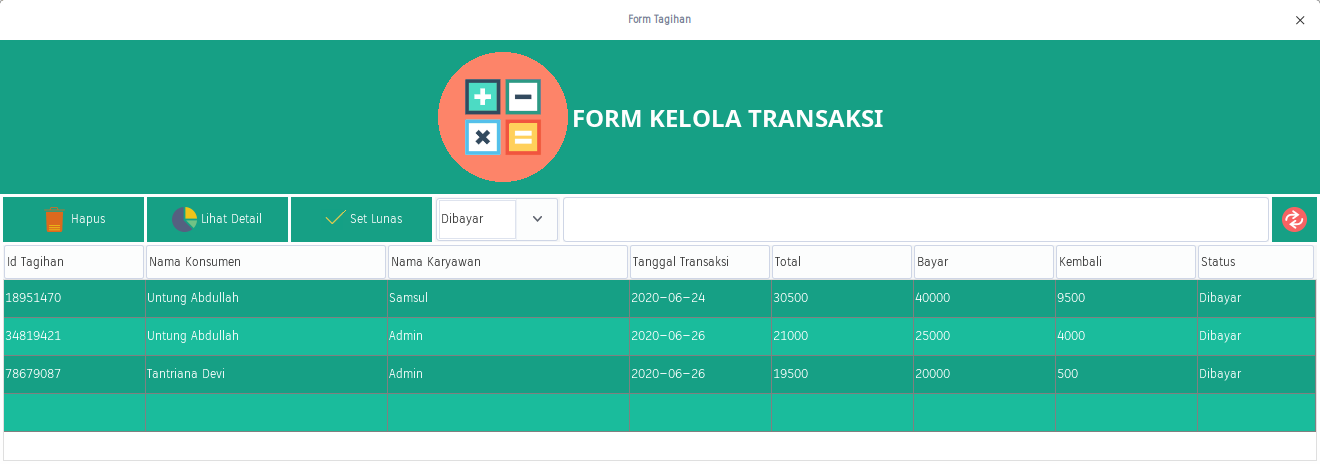 Form Tagihan
FORM KELOLA TRANSAKSI
Hapus Lihat Detail Set Lunas Dibayar
Id Tagihan Nama Konsumen Nama Karyawan Tanggal Transaksi Total Bayar Kembali Status
18951470 Untung Abdullah Samsul 2020-06-24 30500 40000 9500 Dibayar
34819421 Untung Abdullah Admin 2020-06-26 21000 25000 4000 Dibayar
78679087 Tantriana Devi Admin 2020-06-26 19500 20000 500 Dibayar